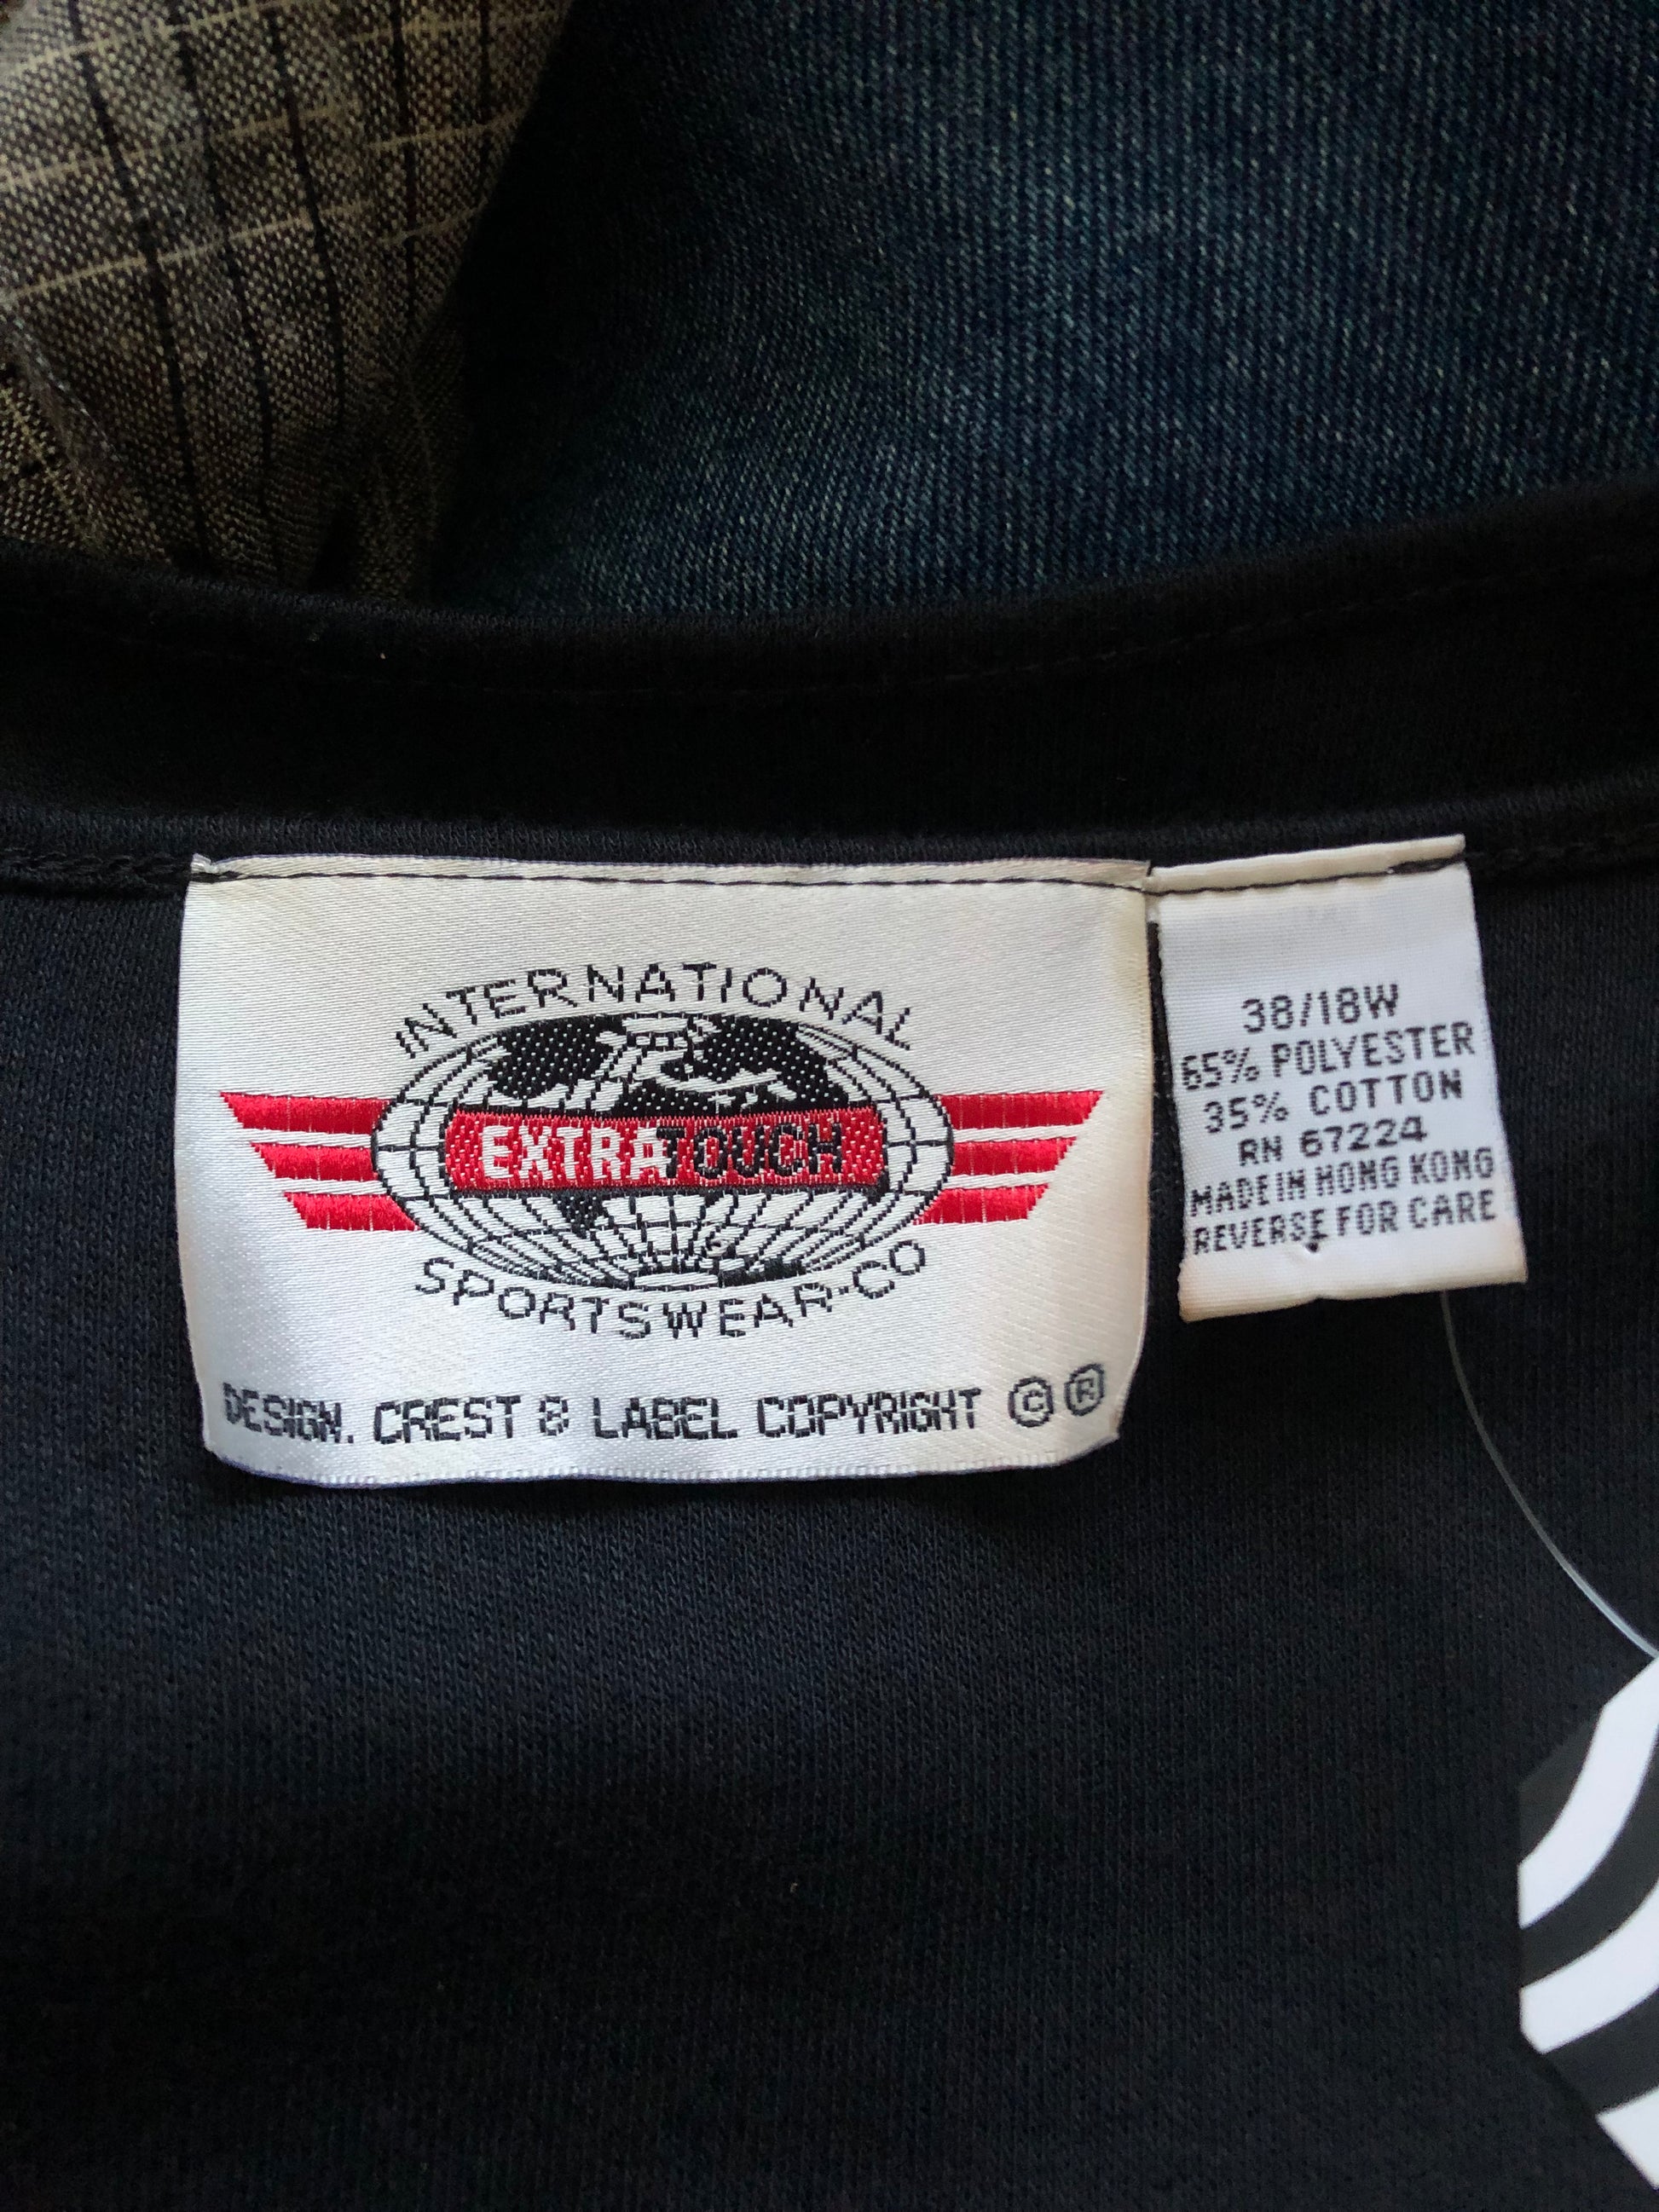 INTERNATIONAL
EXTRATOUCH
SPORTSWEAR-CO
DESIGN. CREST & LABEL COPYRIGHT © ®
38/18W
65% POLYESTER
35% COTTON
RN 67224
MADE IN HONG KONG
REVERSE FOR CARE